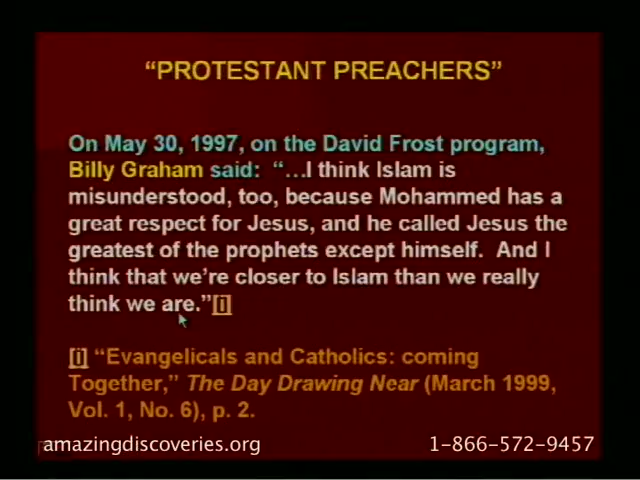 “PROTESTANT PREACHERS”
On May 30, 1997, on the David Frost program,
Billy Graham said: “…I think Islam is
misunderstood, too, because Mohammed has a
great respect for Jesus, and he called Jesus the
greatest of the prophets except himself. And I
think that we’re closer to Islam than we really
think we are.”[i]
[i] “Evangelicals and Catholics: coming
Together,” The Day Drawing Near (March 1999,
Vol. 1, No. 6), p. 2.
amazingdiscoveries.org 1-866-572-9457